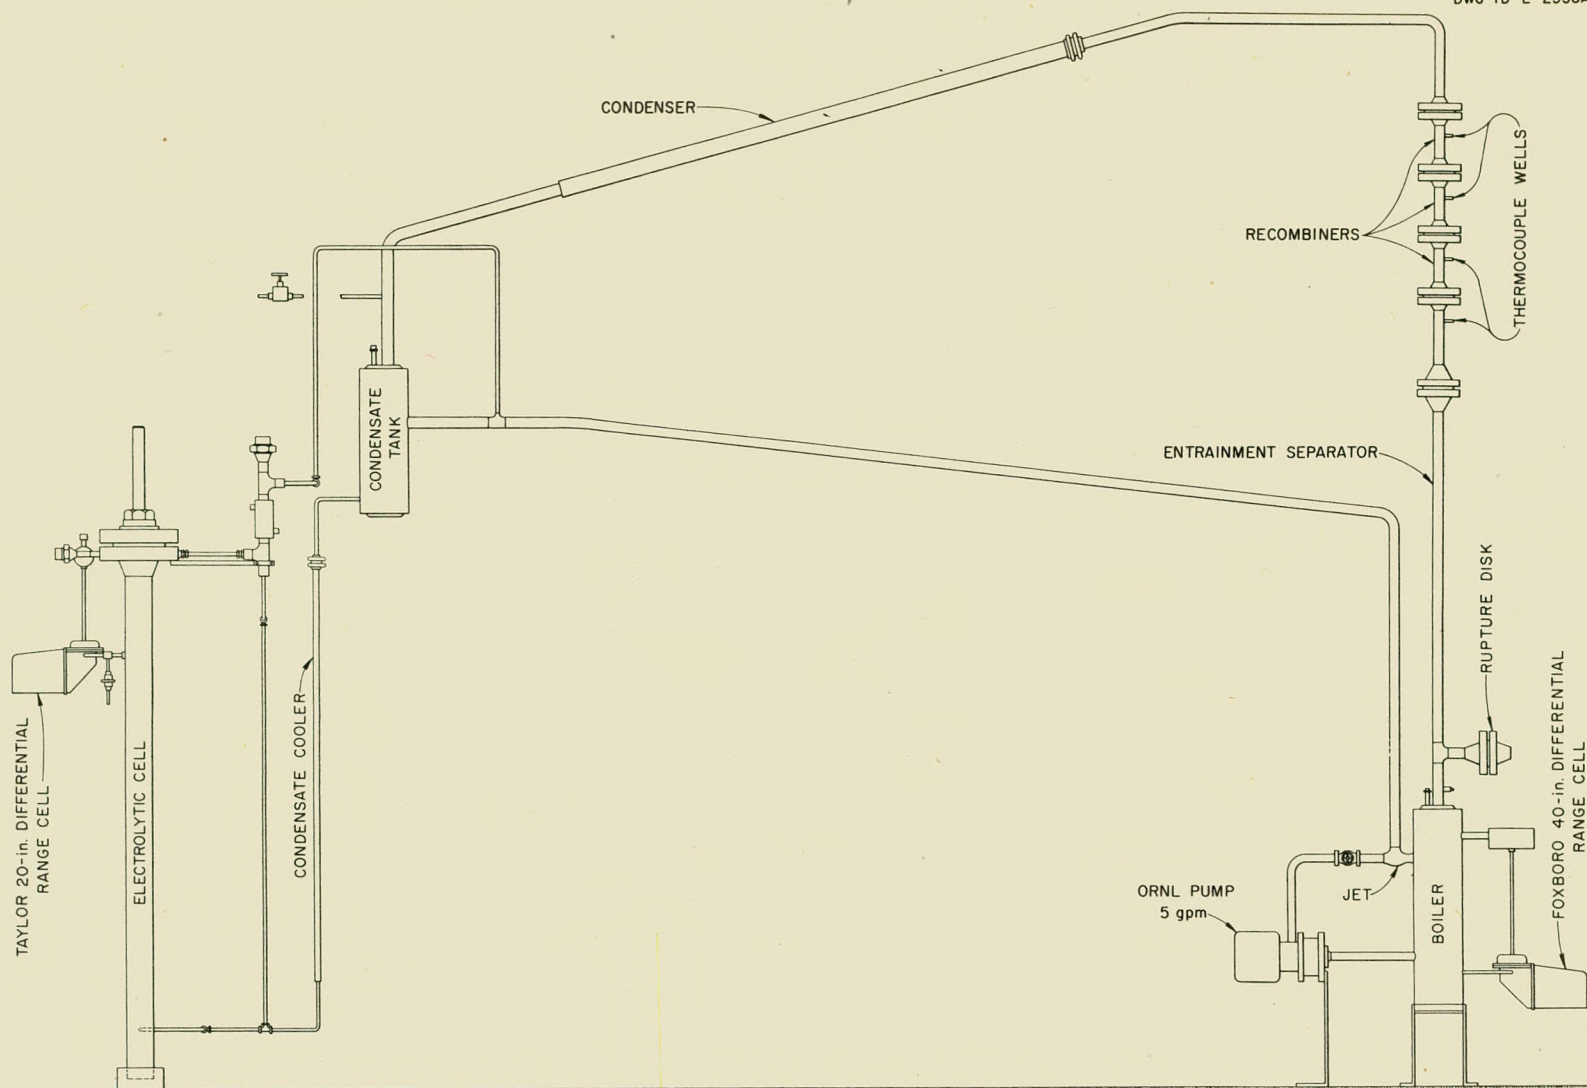 CONDENSER
RECOMBINERS
THERMOCOUPLE WELLS
CONDENSATE
TANK
ENTRAINMENT SEPARATOR
RUPTURE DISK
CONDENSATE COOLER
TAYLOR 20-in. DIFFERENTIAL
RANGE CELL
ELECTROLYTIC CELL
ORNL PUMP
5 gpm
JET
BOILER
FOXBORO 40-in. DIFFERENTIAL
RANGE CELL